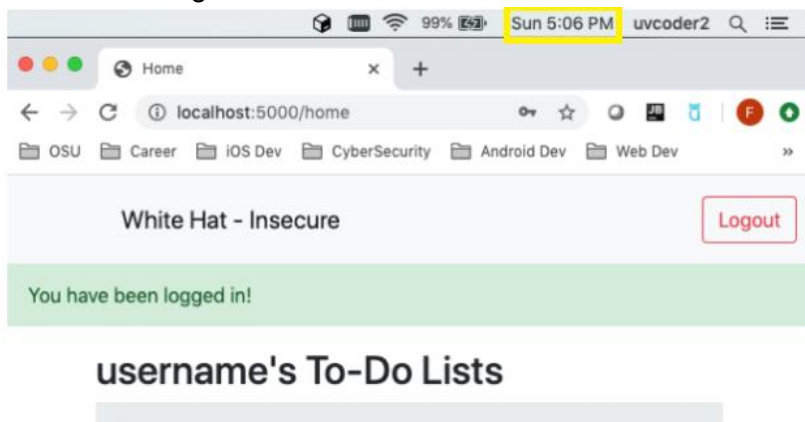 99% Sun 5:06 PM uvcoder2
Home
localhost:5000/home
OSU Career iOS Dev CyberSecurity Android Dev Web Dev »
White Hat - Insecure Logout
You have been logged in!
username's To-Do Lists